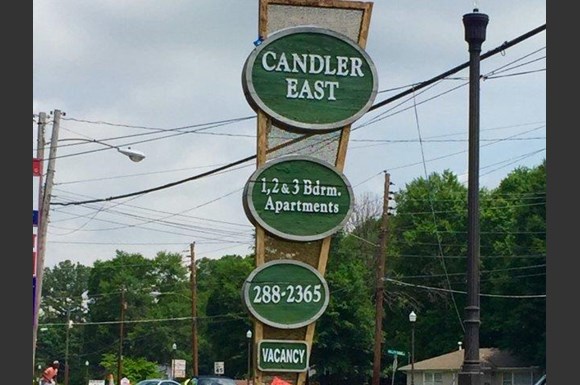 CANDLER
EAST
1, 2 & 3 Bdrm.
Apartments
288-2365
VACANCY